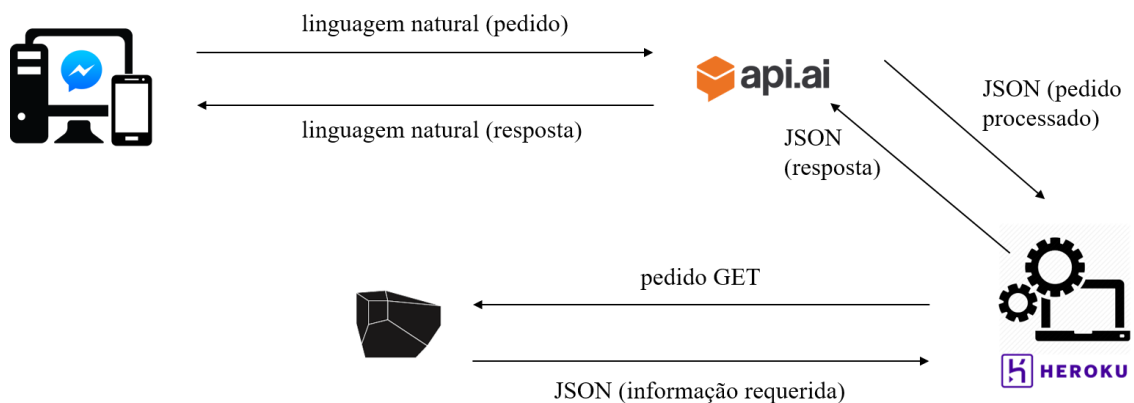 linguagem natural (pedido)
api.ai
linguagem natural (resposta)
JSON (pedido
processado)
JSON
(resposta)
pedido GET
JSON (informação requerida)
HEROKU